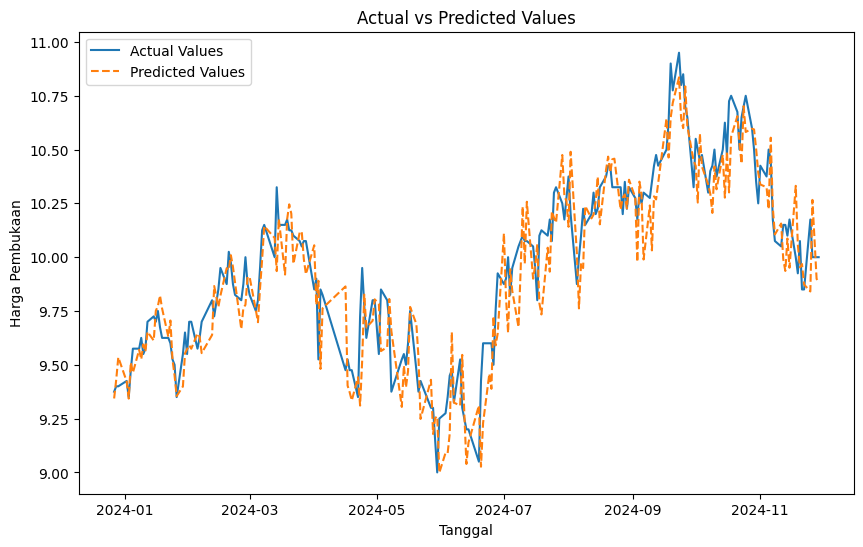 Actual vs Predicted Values
Actual Values
Predicted Values
Harga Pembukaan
11.00
10.75
10.50
10.25
10.00
9.75
9.50
9.25
9.00
2024-01 2024-03 2024-05 2024-07 2024-09 2024-11
Tanggal